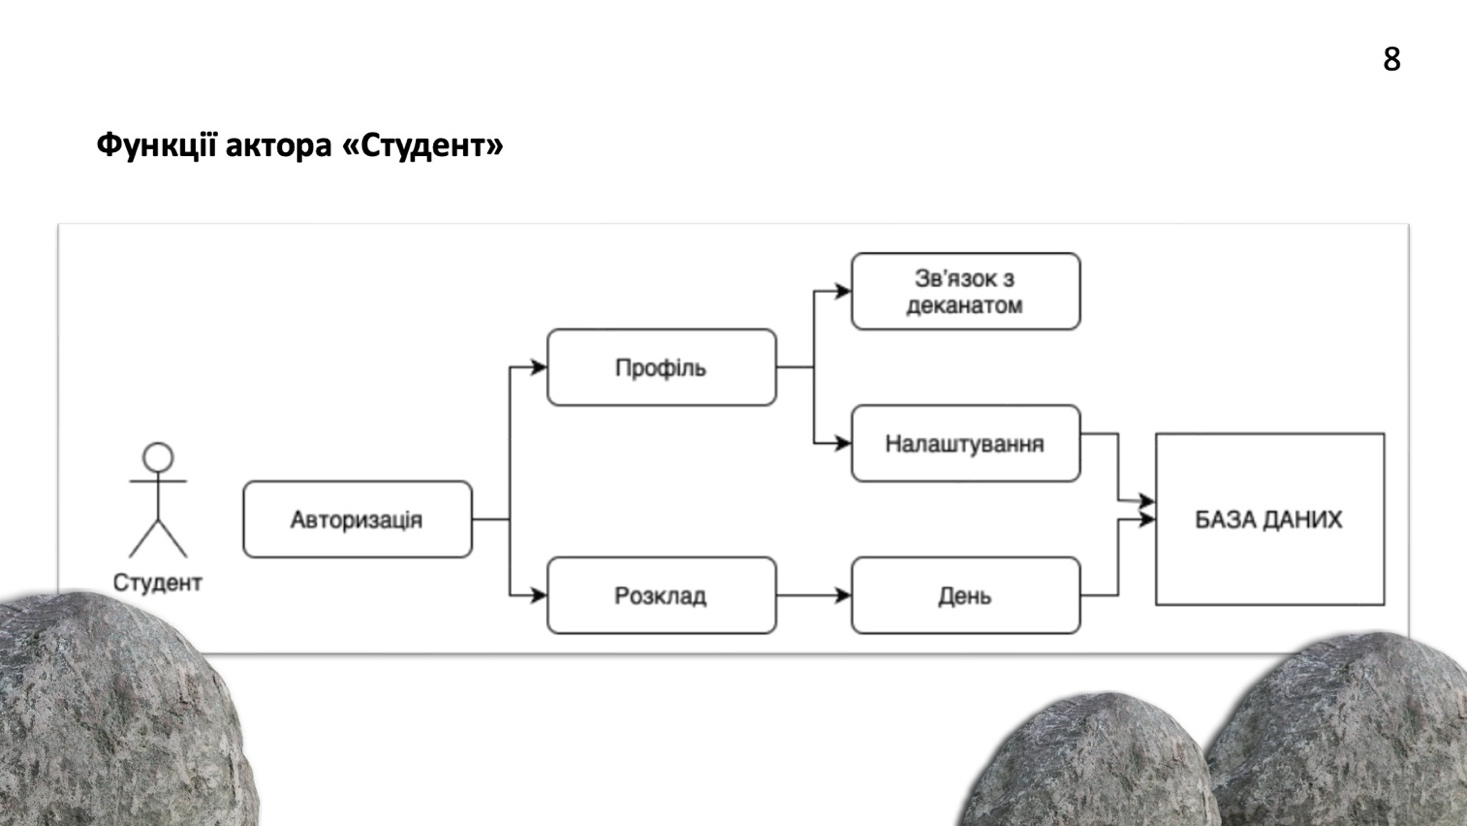 8
Функції актора «Студент»
Зв'язок з
деканатом
Профіль
Налаштування
Авторизація
БАЗА ДАНИХ
Студент
Розклад
День